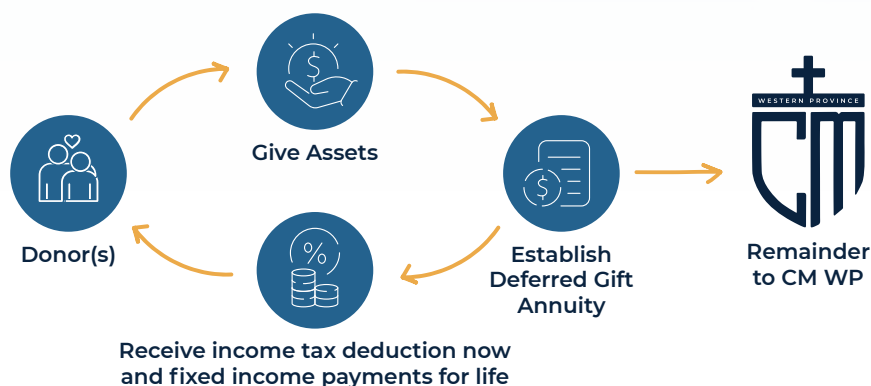 Give Assets
Donor(s)
$
%
$
Establish
Deferred Gift
Annuity
Receive income tax deduction now
and fixed income payments for life
WESTERN PROVINCE
CM
Remainder
to CM WP